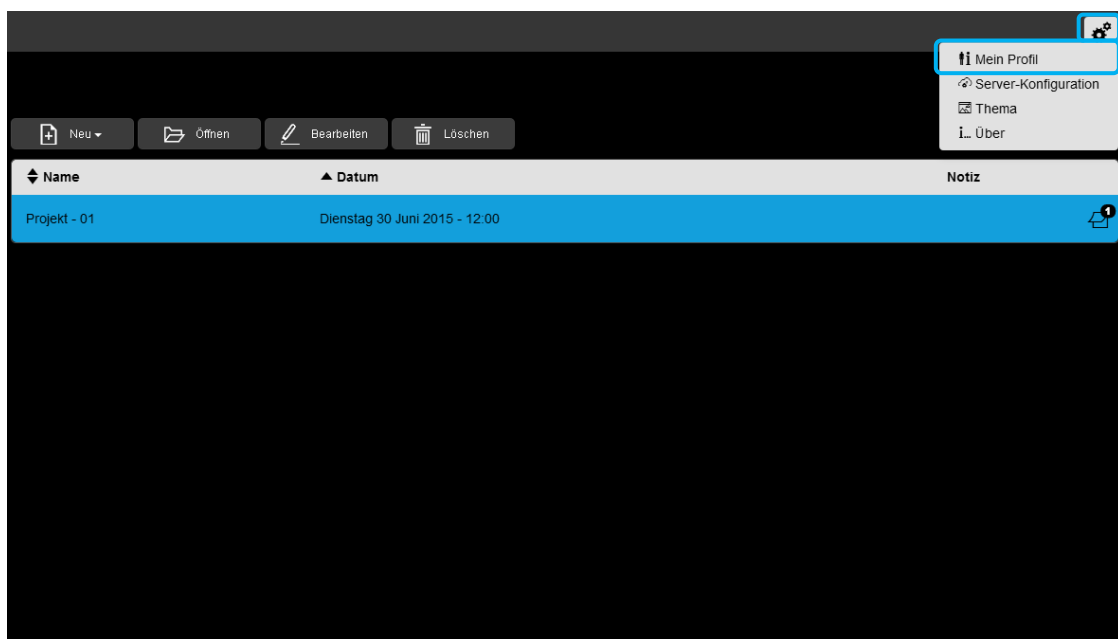 Mein Profil
Server-Konfiguration
Thema
i... Über
Neu
Öffnen
Bearbeiten
Löschen
Name
Datum
Notiz
Projekt - 01
Dienstag 30 Juni 2015 - 12:00
1